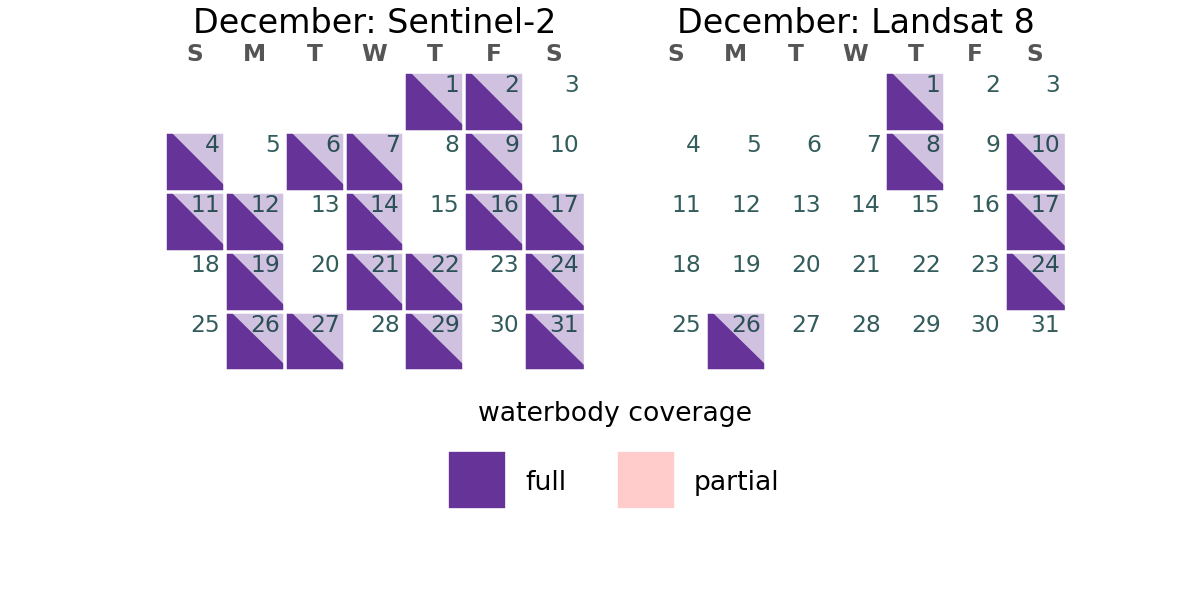 December: Sentinel-2
S M T W T F S
1 2 3
4 5 6 7 8 9 10
11 12 13 14 15 16 17
18 19 20 21 22 23 24
25 26 27 28 29 30 31
December: Landsat 8
S M T W T F S
1 2 3
4 5 6 7 8 9 10
11 12 13 14 15 16 17
18 19 20 21 22 23 24
25 26 27 28 29 30 31
waterbody coverage
full partial